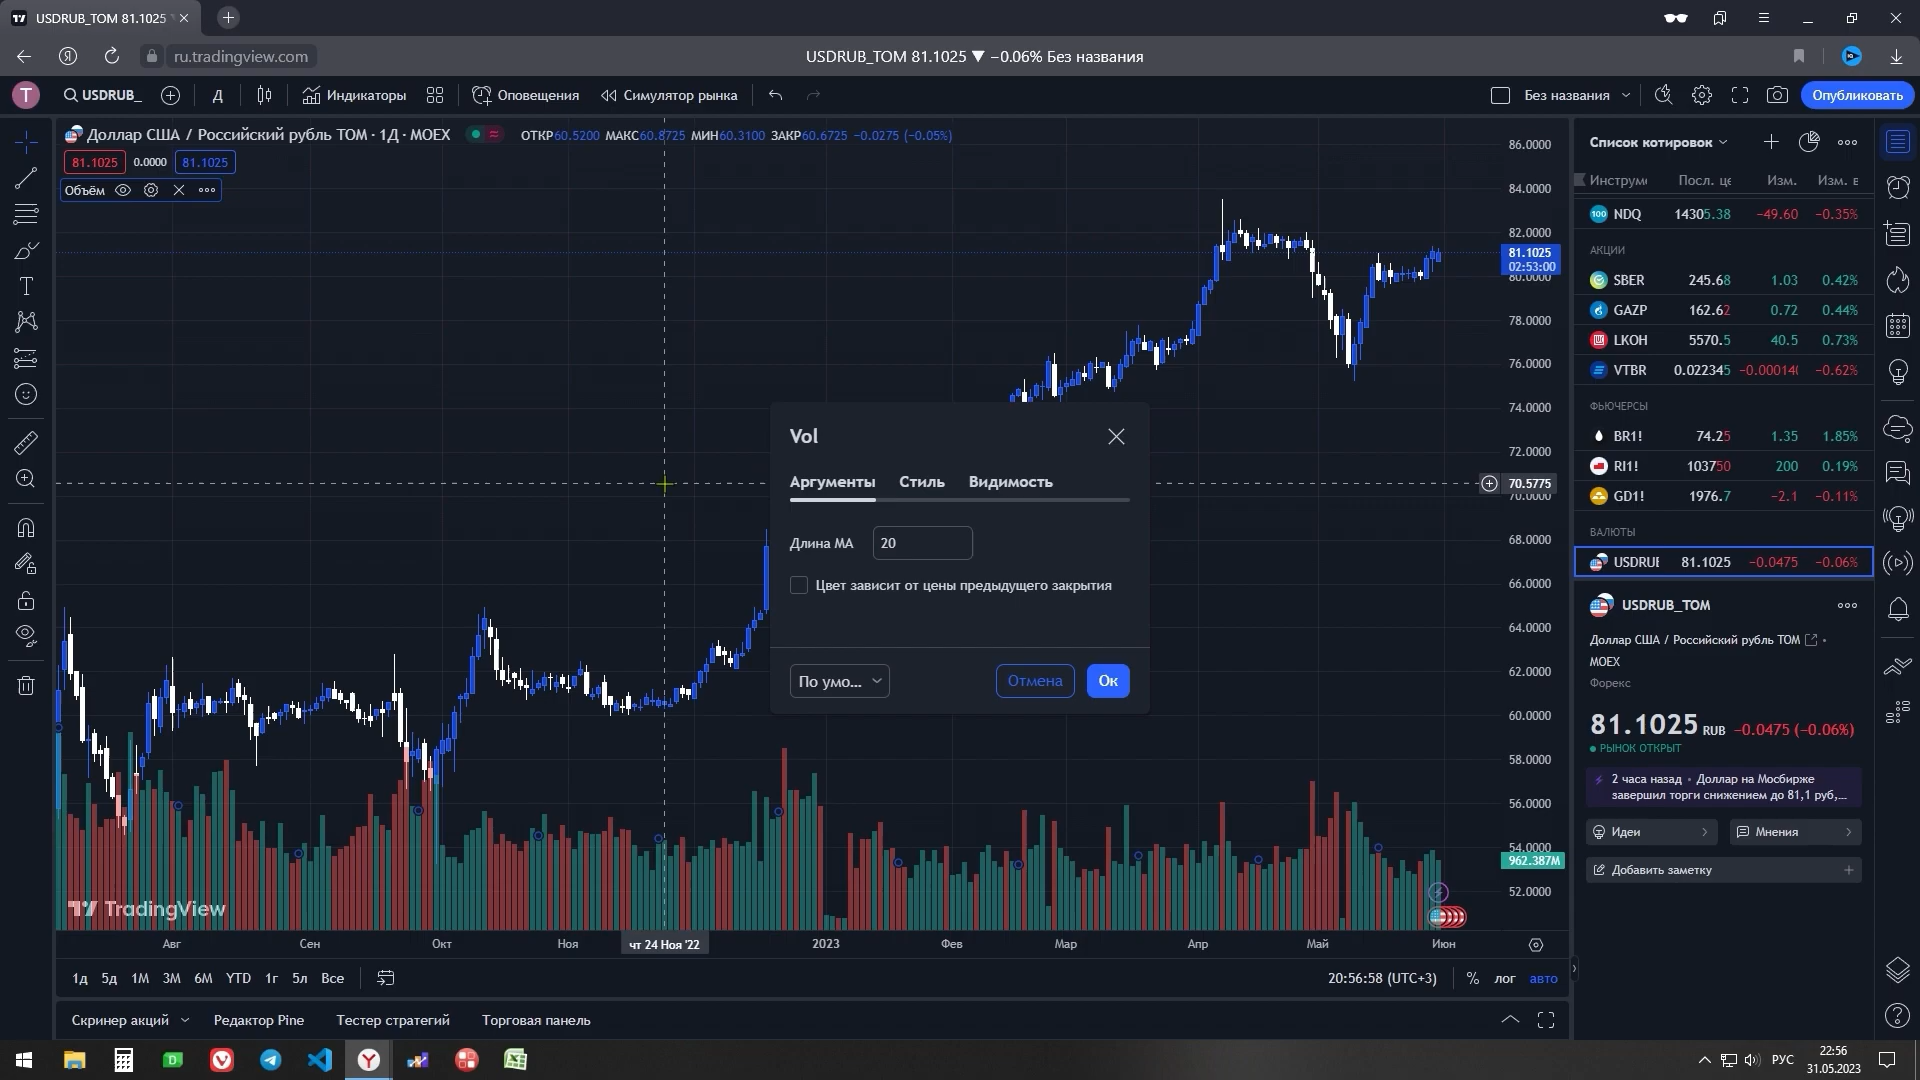 USDRUB_TOM 81.1025
ru.tradingview.com
USDRUB_TOM 81.1025 ▼ −0.06% Без названия
T
USDRUB_
Д
Индикаторы
Оповещения
Симулятор рынка
Без названия
Опубликовать
Доллар США / Российский рубль ТОМ · 1Д · MOEX
ОТКР60.5200 МАКС60.8725 МИН60.3100 ЗАКР60.6725 −0.0275 (−0.05%)
81.1025 0.0000 81.1025
Объём
86.0000
84.0000
82.0000
81.1025
02:53:00
80.0000
78.0000
76.0000
74.0000
72.0000
70.5775
70.0000
68.0000
66.0000
64.0000
62.0000
60.0000
58.0000
56.0000
54.0000
962.387M
52.0000
Vol
Аргументы Стиль Видимость
Длина MA 20
Цвет зависит от цены предыдущего закрытия
По умо...
Отмена
Ок
TradingView
Авг Сен Окт Ноя чт 24 Ноя '22 2023 Фев Мар Апр Май Июн
1д 5д 1М 3М 6М YTD 1г 5л Все
20:56:58 (UTC+3) % лог авто
Скринер акций Редактор Pine Тестер стратегий Торговая панель
Список котировок
Инструм Посл. це Изм. Изм. в
100 NDQ 14305.38 −49.60 −0.35%
АКЦИИ
SBER 245.68 1.03 0.42%
GAZP 162.62 0.72 0.44%
LKOH 5570.5 40.5 0.73%
VTBR 0.022345 −0.000140 −0.62%
ФЬЮЧЕРСЫ
BR1! 74.25 1.35 1.85%
RI1! 103750 200 0.19%
GD1! 1976.7 −2.1 −0.11%
ВАЛЮТЫ
USDRUB 81.1025 −0.0475 −0.06%
USDRUB_TOM
Доллар США / Российский рубль ТОМ
MOEX
Форекс
81.1025 RUB −0.0475 (−0.06%)
РЫНОК ОТКРЫТ
2 часа назад • Доллар на Мосбирже
завершил торги снижением до 81,1 руб,...
Идеи
Мнения
Добавить заметку
РУС
22:56
31.05.2023